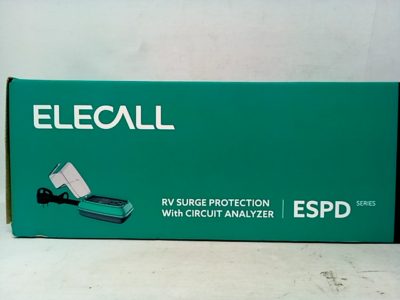 ELECALL
RV SURGE PROTECTION
With CIRCUIT ANALYZER
ESPD SERIES